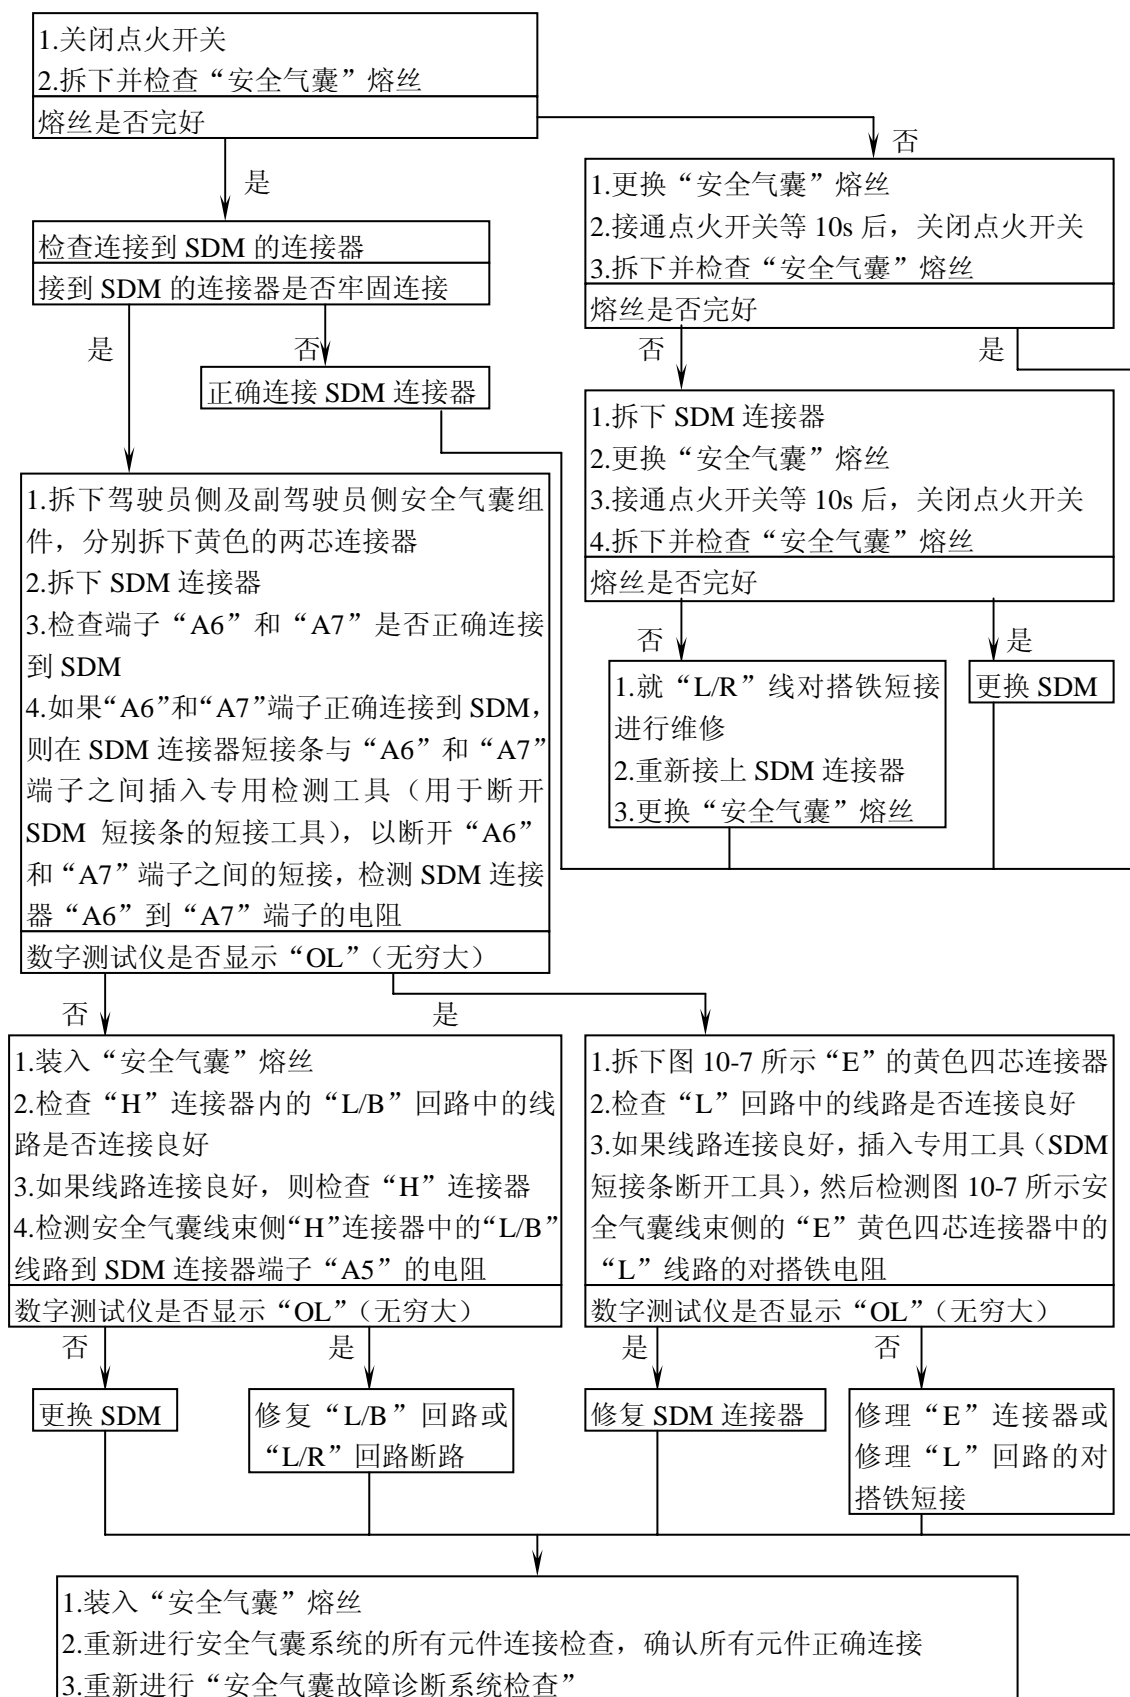 1.关闭点火开关
2.拆下并检查“安全气囊”熔丝
熔丝是否完好
否
是
1.更换“安全气囊”熔丝
2.接通点火开关等 10s 后，关闭点火开关
3.拆下并检查“安全气囊”熔丝
熔丝是否完好
检查连接到 SDM 的连接器
接到 SDM 的连接器是否牢固连接
是
否
否
是
正确连接 SDM 连接器
1.拆下 SDM 连接器
2.更换“安全气囊”熔丝
3.接通点火开关等 10s 后，关闭点火开关
4.拆下并检查“安全气囊”熔丝
熔丝是否完好
否
是
1.就“L/R”线对搭铁短接
进行维修
2.重新接上 SDM 连接器
3.更换“安全气囊”熔丝
更换 SDM
1.拆下驾驶员侧及副驾驶员侧安全气囊组
件，分别拆下黄色的两芯连接器
2.拆下 SDM 连接器
3.检查端子“A6”和“A7”是否正确连接
到 SDM
4.如果“A6”和“A7”端子正确连接到 SDM，
则在 SDM 连接器短接条与“A6”和“A7”
端子之间插入专用检测工具（用于断开
SDM 短接条的短接工具），以断开“A6”
和“A7”端子之间的短接，检测 SDM 连接
器“A6”到“A7”端子的电阻
数字测试仪是否显示“OL”（无穷大）
否
是
1.装入“安全气囊”熔丝
2.检查“H”连接器内的“L/B”回路中的线
路是否连接良好
3.如果线路连接良好，则检查“H”连接器
4.检测安全气囊线束侧“H”连接器中的“L/B”
线路到 SDM 连接器端子“A5”的电阻
数字测试仪是否显示“OL”（无穷大）
1.拆下图 10-7 所示“E”的黄色四芯连接器
2.检查“L”回路中的线路是否连接良好
3.如果线路连接良好，插入专用工具（SDM
短接条断开工具），然后检测图 10-7 所示安
全气囊线束侧的“E”黄色四芯连接器中的
“L”线路的对搭铁电阻
数字测试仪是否显示“OL”（无穷大）
否
是
是
否
更换 SDM
修复“L/B”回路或
“L/R”回路断路
修复 SDM 连接器
修理“E”连接器或
修理“L”回路的对
搭铁短接
1.装入“安全气囊”熔丝
2.重新进行安全气囊系统的所有元件连接检查，确认所有元件正确连接
3.重新进行“安全气囊故障诊断系统检查”